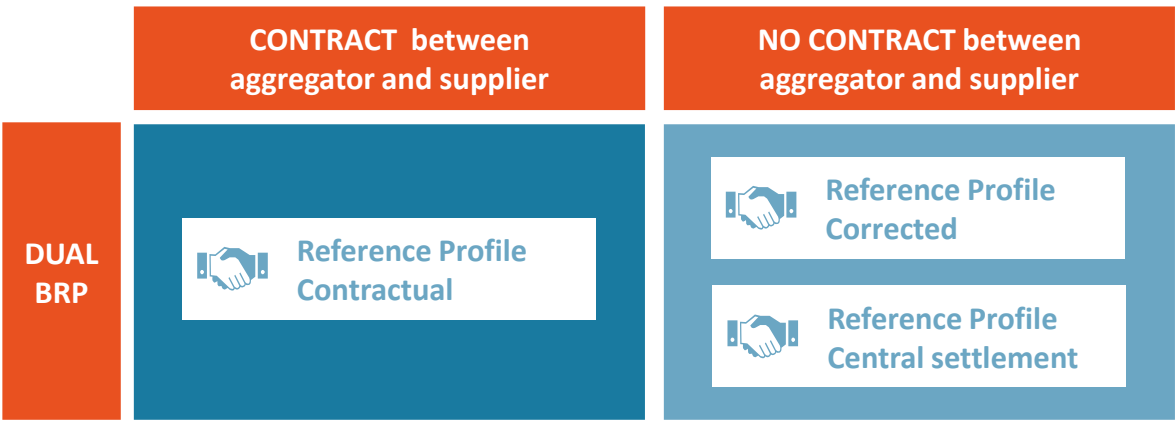 CONTRACT between
aggregator and supplier
NO CONTRACT between
aggregator and supplier
DUAL
BRP
Reference Profile
Contractual
Reference Profile
Corrected
Reference Profile
Central settlement